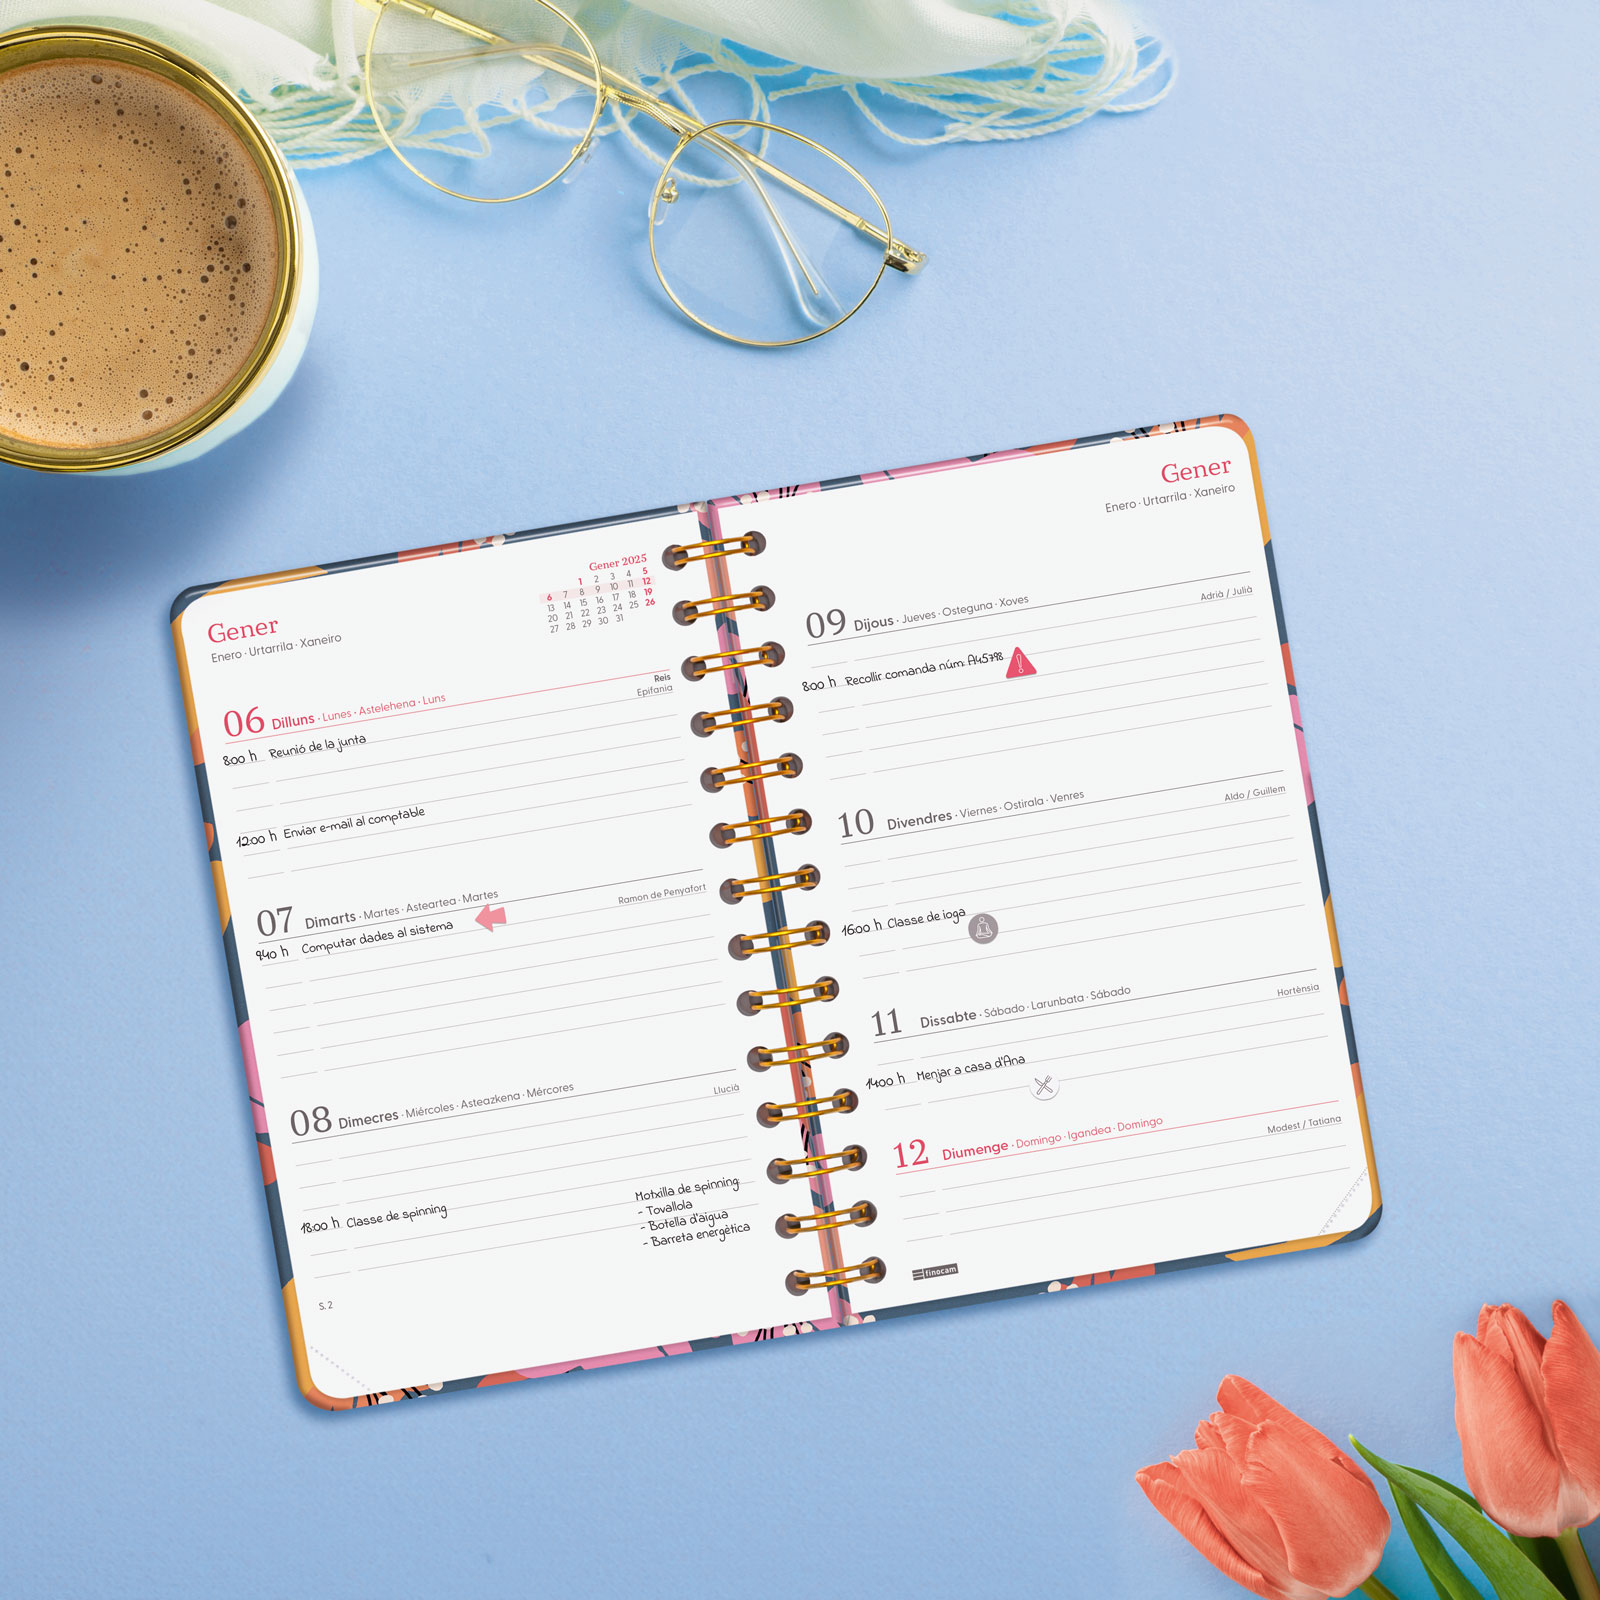 Gener
Enero · Urtarrila · Xaneiro
Gener 2025
1 2 3 4 5
6 7 8 9 10 11 12
13 14 15 16 17 18 19
20 21 22 23 24 25 26
27 28 29 30 31
06 Dilluns · Lunes · Astelehena · Luns
Reis
Epifania
8:00 h Reunió de la junta
12:00 h Enviar e-mail al comptable
07 Dimarts · Martes · Asteartea · Martes
Ramon de Penyafort
9:40 h Computar dades al sistema
08 Dimecres · Miércoles · Asteazkena · Mércores
Llucià
18:00 h Classe de spinning
Motxilla de spinning:
- Tovallola
- Botella d'aigua
- Barreta energètica
S. 2
Gener
Enero · Urtarrila · Xaneiro
09 Dijous · Jueves · Osteguna · Xoves
Adrià / Julià
8:00 h Recollir comanda núm. A45798
10 Divendres · Viernes · Ostirala · Venres
Aldo / Guillem
16:00 h Classe de ioga
11 Dissabte · Sábado · Larunbata · Sábado
Hortènsia
14:00 h Menjar a casa d'Ana
12 Diumenge · Domingo · Igandea · Domingo
Modest / Tatiana
finocam